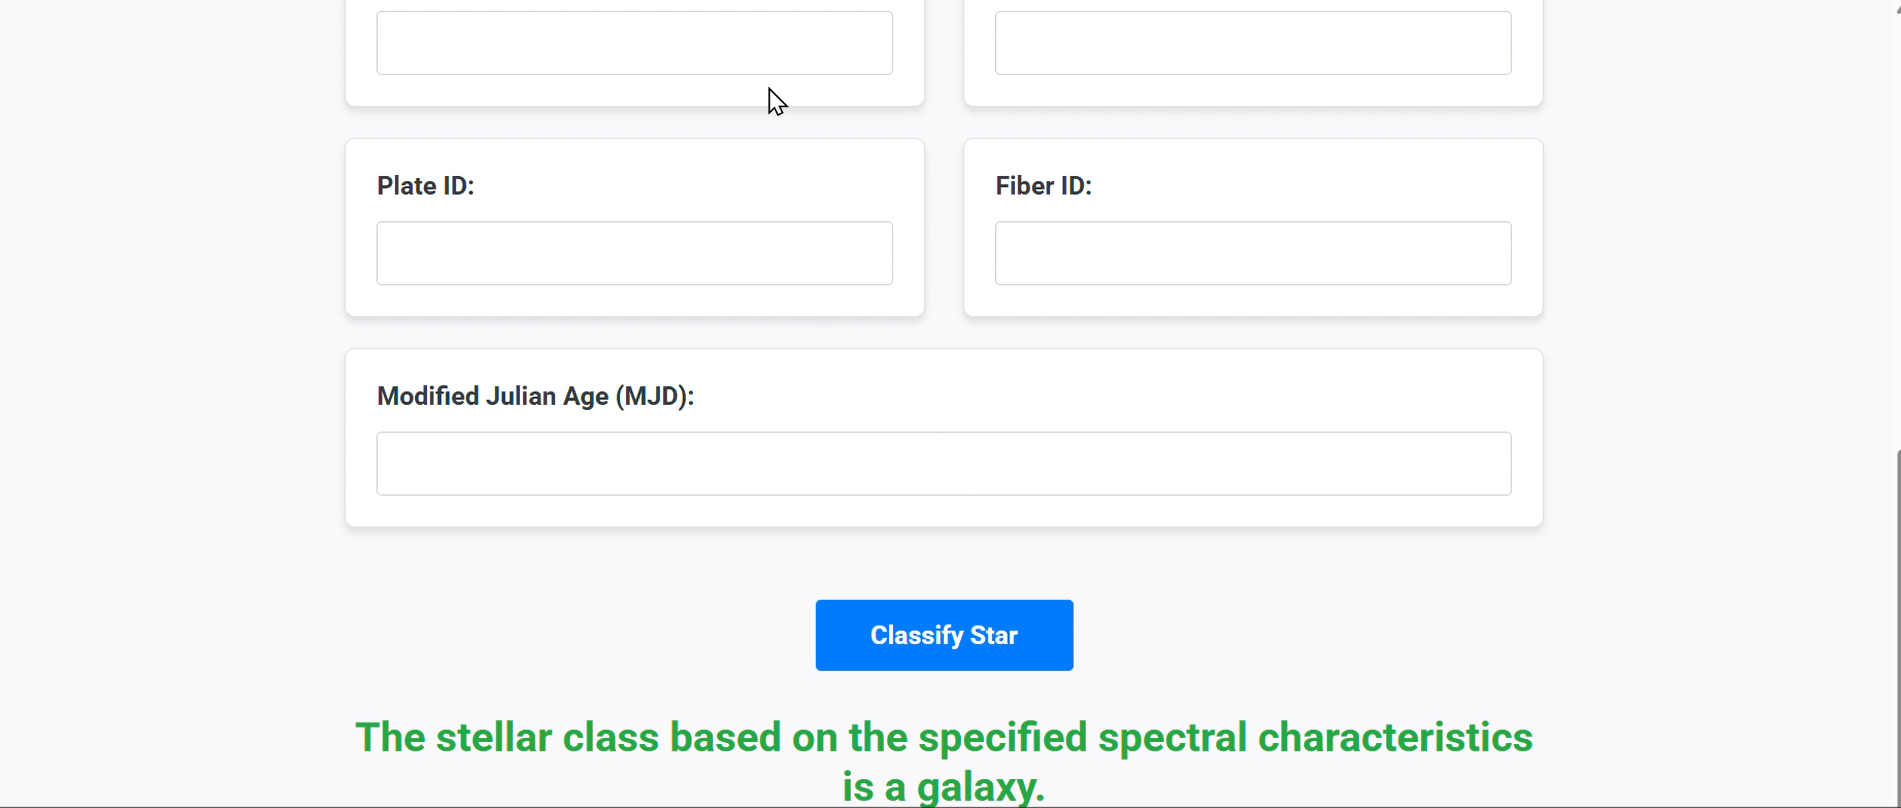 Plate ID:
Fiber ID:
Modified Julian Age (MJD):
Classify Star
The stellar class based on the specified spectral characteristics
is a galaxy.